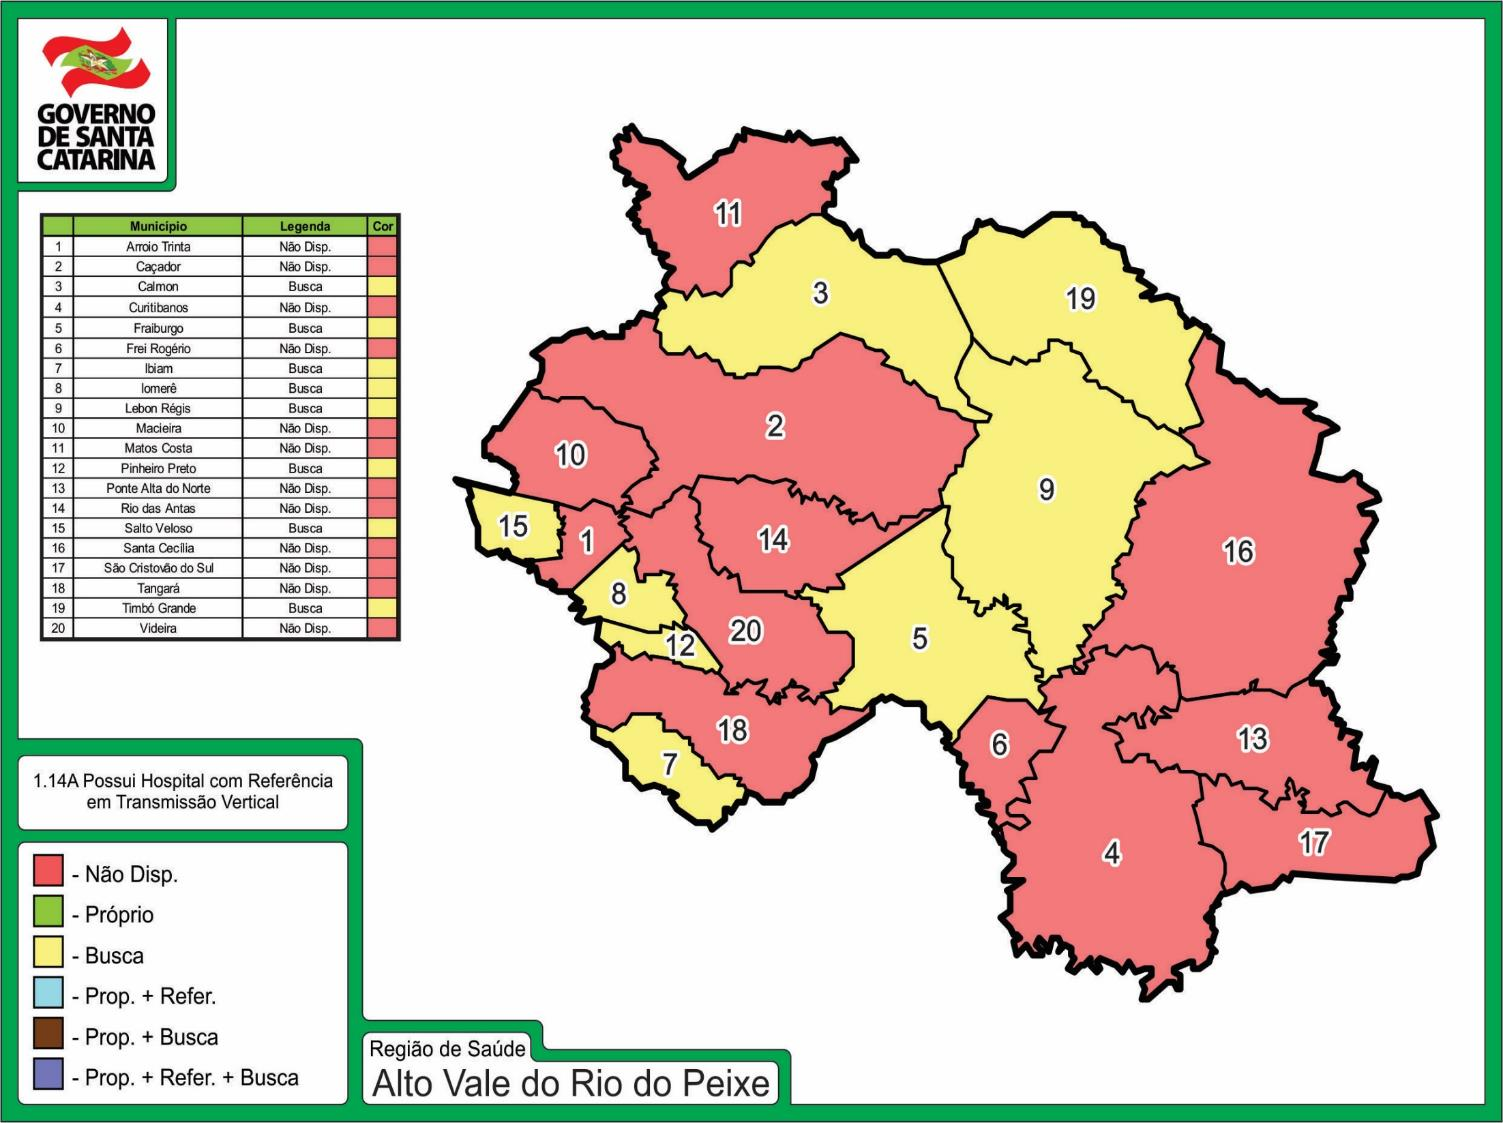 GOVERNO
DE SANTA
CATARINA
Município Legenda Cor
1 Arroio Trinta Não Disp.
2 Caçador Não Disp.
3 Calmon Busca
4 Curitibanos Não Disp.
5 Fraiburgo Busca
6 Frei Rogério Não Disp.
7 Ibiam Busca
8 Iomerê Busca
9 Lebon Régis Busca
10 Macieira Não Disp.
11 Matos Costa Não Disp.
12 Pinheiro Preto Busca
13 Ponte Alta do Norte Não Disp.
14 Rio das Antas Não Disp.
15 Salto Veloso Busca
16 Santa Cecília Não Disp.
17 São Cristovão do Sul Não Disp.
18 Tangará Não Disp.
19 Timbó Grande Busca
20 Videira Não Disp.
11
3
19
2
10
9
15
1
14
16
8
20
5
12
18
6
13
7
4
17
1.14A Possui Hospital com Referência
em Transmissão Vertical
- Não Disp.
- Próprio
- Busca
- Prop. + Refer.
- Prop. + Busca
- Prop. + Refer. + Busca
Região de Saúde
Alto Vale do Rio do Peixe